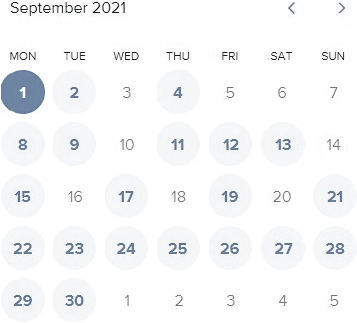 September 2021
MON TUE WED THU FRI SAT SUN
1 2 3 4 5 6 7
8 9 10 11 12 13 14
15 16 17 18 19 20 21
22 23 24 25 26 27 28
29 30 1 2 3 4 5